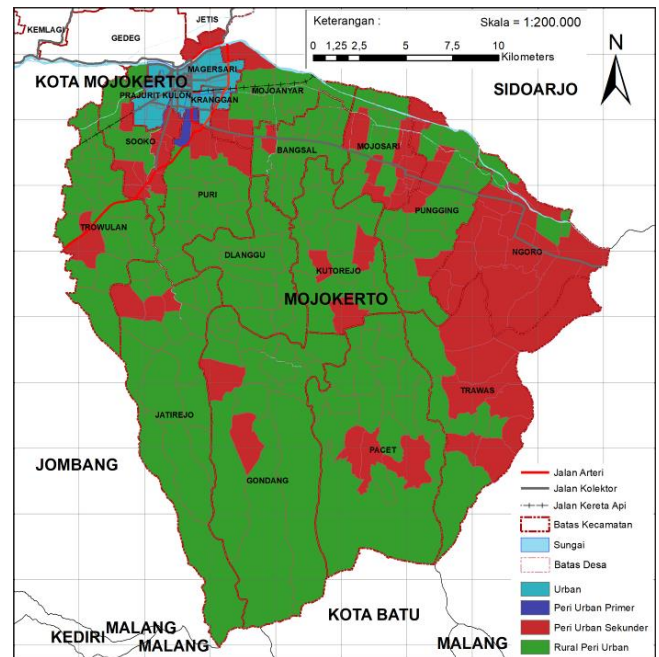 KEMLAGI
GEDEG
JETIS
Keterangan :
Skala = 1:200.000
0 1,25 2,5 5 7,5 10
Kilometers
N
KOTA MOJOKERTO
MAGERSARI
PRAJURIT KULON
KRANGGAN
MOJOANYAR
SIDOARJO
SOOKO
BANGSAL
MOJOSARI
PURI
PUNGGING
TROWULAN
DLANGGU
KUTOREJO
NGORO
MOJOKERTO
TRAWAS
JATIREJO
PACET
JOMBANG
GONDANG
KOTA BATU
KEDIRI
MALANG
MALANG
MALANG
Jalan Arteri
Jalan Kolektor
Jalan Kereta Api
Batas Kecamatan
Sungai
Batas Desa
Urban
Peri Urban Primer
Peri Urban Sekunder
Rural Peri Urban